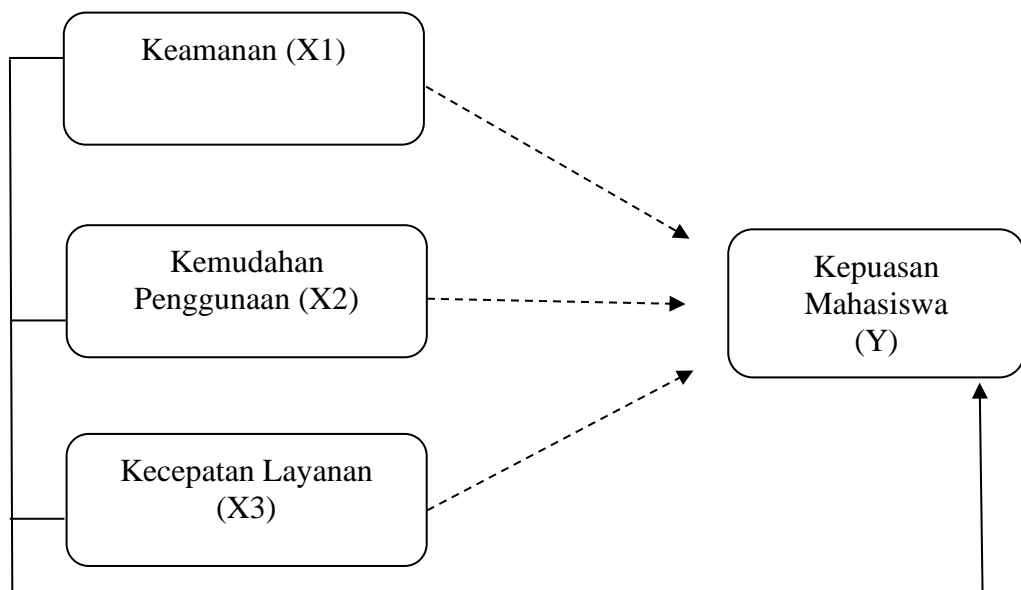 Keamanan (X1)
Kemudahan
Penggunaan (X2)
Kecepatan Layanan
(X3)
Kepuasan
Mahasiswa
(Y)